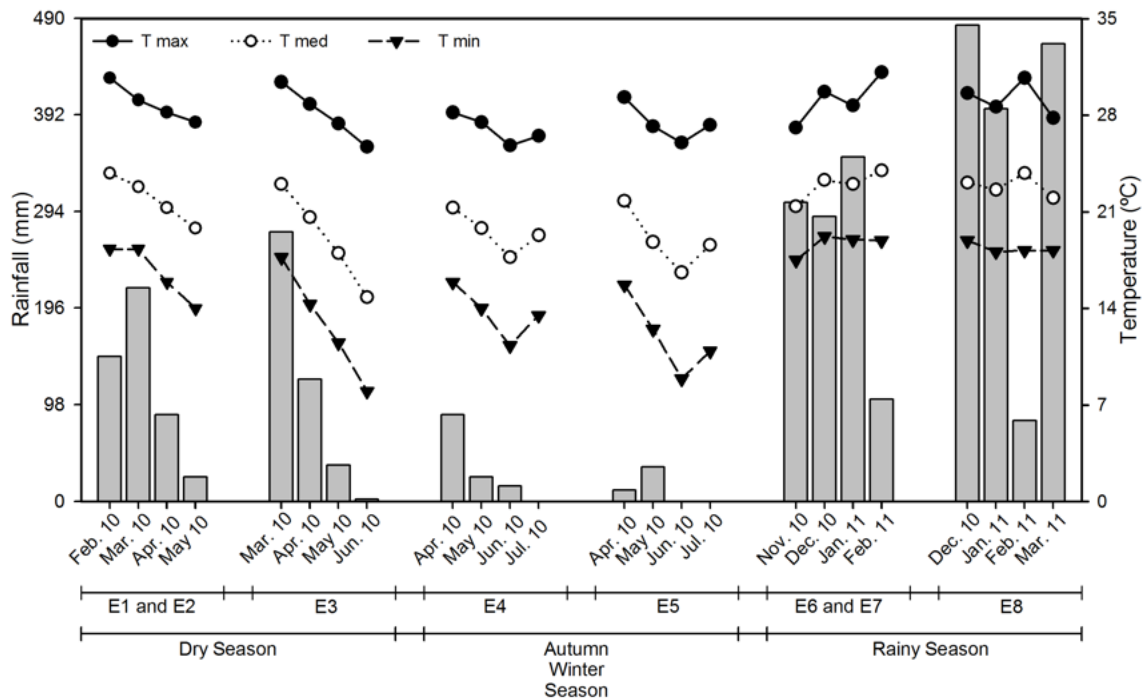 490
392
294
196
98
0
Rainfall (mm)
T max
T med
T min
35
28
21
14
7
0
Temperature (ºC)
Feb. 10
Mar. 10
Apr. 10
May 10
Mar. 10
Apr. 10
May 10
Jun. 10
Apr. 10
May 10
Jun. 10
Jul. 10
Apr. 10
May 10
Jun. 10
Jul. 10
Nov. 10
Dec. 10
Jan. 11
Feb. 11
Dec. 10
Jan. 11
Feb. 11
Mar. 11
E1 and E2
E3
E4
E5
E6 and E7
E8
Dry Season
Autumn
Winter
Season
Rainy Season